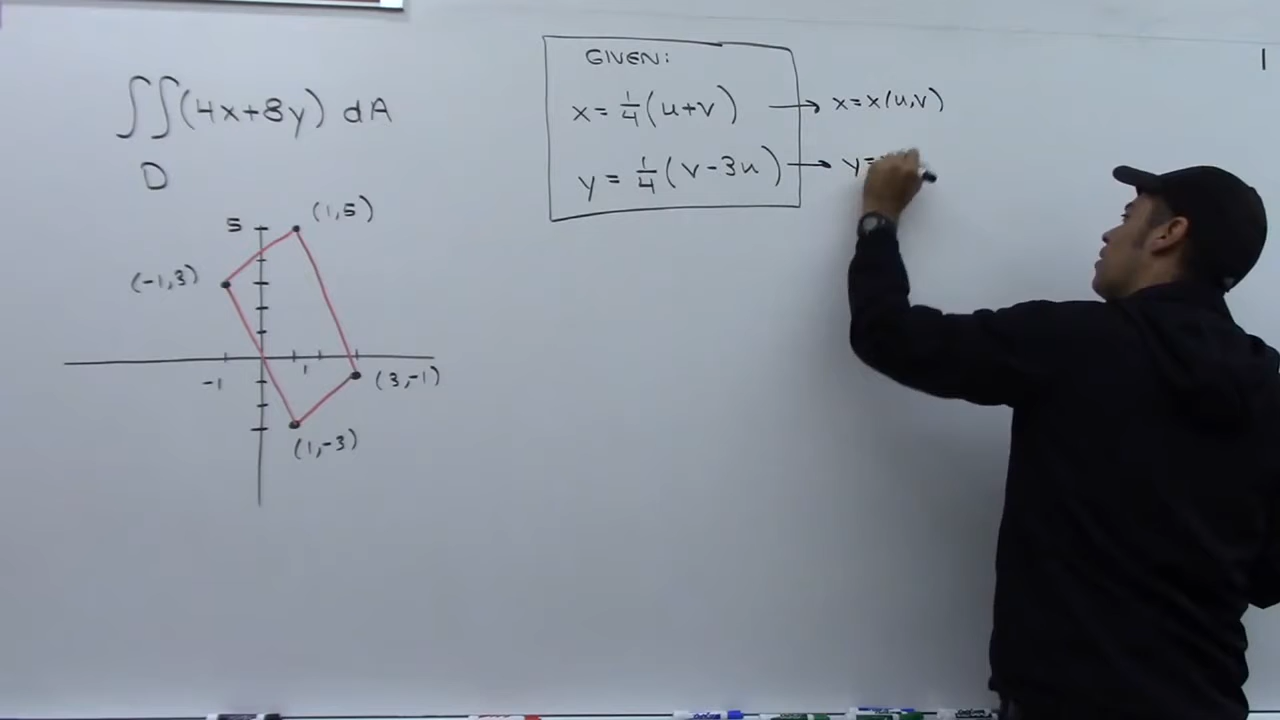 ∬(4x+8y) dA
D
GIVEN:
x = 1/4 (u+v) → x=x(u,v)
y = 1/4 (v-3u) → y=
5
(1,5)
(-1,3)
-1
1
(3,-1)
(1,-3)
1